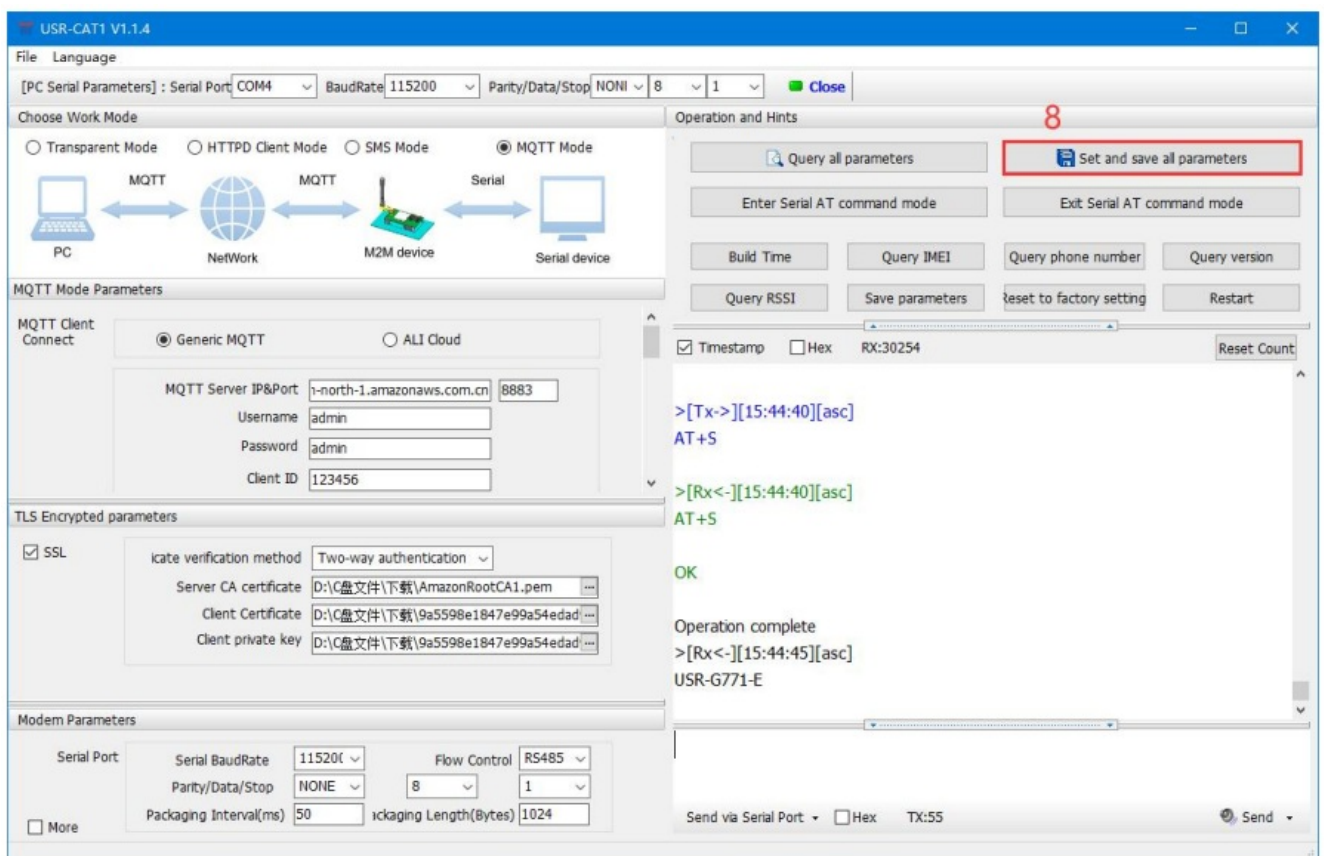 USR-CAT1 V1.1.4
File Language
[PC Serial Parameters] : Serial Port COM4 BaudRate 115200 Parity/Data/Stop NONI 8 1 Close
Choose Work Mode
Transparent Mode HTTPD Client Mode SMS Mode MQTT Mode
MQTT MQTT Serial
PC NetWork M2M device Serial device
MQTT Mode Parameters
MQTT Client
Connect
Generic MQTT ALI Cloud
MQTT Server IP&Port n-north-1.amazonaws.com.cn 8883
Username admin
Password admin
Client ID 123456
TLS Encrypted parameters
SSL
icate verification method Two-way authentication
Server CA certificate D:\C盘文件\下载\AmazonRootCA1.pem ...
Client Certificate D:\C盘文件\下载\9a5598e1847e99a54edad ...
Client private key D:\C盘文件\下载\9a5598e1847e99a54edad ...
Modem Parameters
Serial Port
Serial BaudRate 11520( Flow Control RS485
Parity/Data/Stop NONE 8 1
Packaging Interval(ms) 50 ickaging Length(Bytes) 1024
More
Operation and Hints
8
Query all parameters Set and save all parameters
Enter Serial AT command mode Exit Serial AT command mode
Build Time Query IMEI Query phone number Query version
Query RSSI Save parameters Reset to factory setting Restart
Timestamp Hex RX:30254 Reset Count
>[Tx->][15:44:40][asc]
AT+S
>[Rx<-][15:44:40][asc]
AT+S
OK
Operation complete
>[Rx<-][15:44:45][asc]
USR-G771-E
Send via Serial Port Hex TX:55 Send